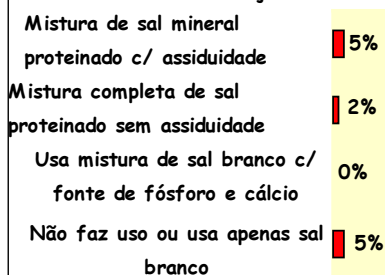 Mistura de sal mineral
proteinado c/ assiduidade
5%
Mistura completa de sal
proteinado sem assiduidade
2%
Usa mistura de sal branco c/
fonte de fósforo e cálcio
0%
Não faz uso ou usa apenas sal
branco
5%